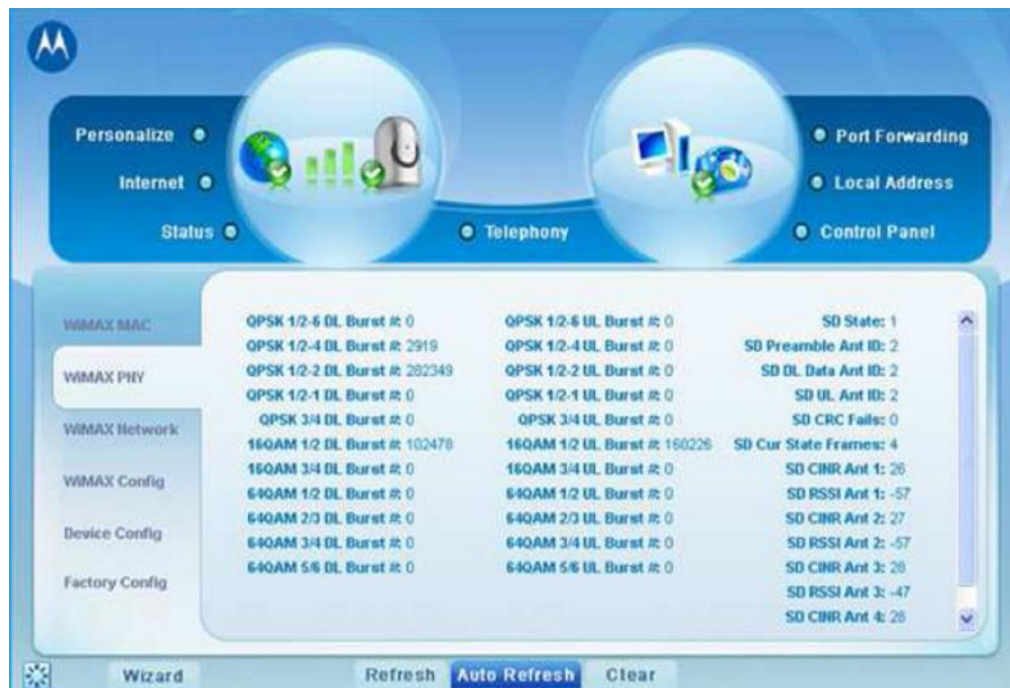 Personalize
Internet
Status
Telephony
Port Forwarding
Local Address
Control Panel
WiMAX MAC
WiMAX PHY
WiMAX Network
WiMAX Config
Device Config
Factory Config
QPSK 1/2-6 DL Burst #: 0
QPSK 1/2-4 DL Burst #: 2919
QPSK 1/2-2 DL Burst #: 282349
QPSK 1/2-1 DL Burst #: 0
QPSK 3/4 DL Burst #: 0
16QAM 1/2 DL Burst #: 102478
16QAM 3/4 DL Burst #: 0
64QAM 1/2 DL Burst #: 0
64QAM 2/3 DL Burst #: 0
64QAM 3/4 DL Burst #: 0
64QAM 5/6 DL Burst #: 0
QPSK 1/2-6 UL Burst #: 0
QPSK 1/2-4 UL Burst #: 0
QPSK 1/2-2 UL Burst #: 0
QPSK 1/2-1 UL Burst #: 0
QPSK 3/4 UL Burst #: 0
16QAM 1/2 UL Burst #: 160226
16QAM 3/4 UL Burst #: 0
64QAM 1/2 UL Burst #: 0
64QAM 2/3 UL Burst #: 0
64QAM 3/4 UL Burst #: 0
64QAM 5/6 UL Burst #: 0
SD State: 1
SD Preamble Ant ID: 2
SD DL Data Ant ID: 2
SD UL Ant ID: 2
SD CRC Fails: 0
SD Cur State Frames: 4
SD CINR Ant 1: 26
SD RSSI Ant 1: -57
SD CINR Ant 2: 27
SD RSSI Ant 2: -57
SD CINR Ant 3: 28
SD RSSI Ant 3: -47
SD CINR Ant 4: 28
Wizard
Refresh
Auto Refresh
Clear